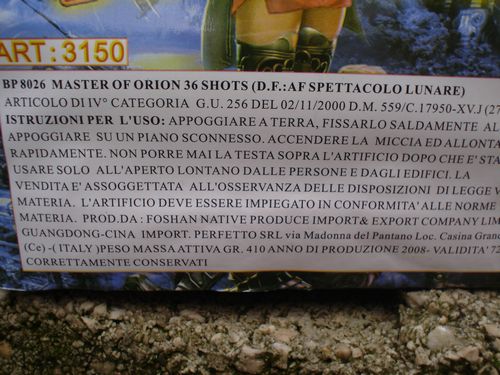 ART: 3150
BP 8026 MASTER OF ORION 36 SHOTS (D.F.:AF SPETTACOLO LUNARE)
ARTICOLO DI IV° CATEGORIA G.U. 256 DEL 02/11/2000 D.M. 559/C.17950-XV.J (27
ISTRUZIONI PER L'USO: APPOGGIARE A TERRA, FISSARLO SALDAMENTE AL
APPOGGIARE SU UN PIANO SCONNESSO. ACCENDERE LA MICCIA ED ALLONTA
RAPIDAMENTE. NON PORRE MAI LA TESTA SOPRA L'ARTIFICIO DOPO CHE E' STA
USARE SOLO ALL'APERTO LONTANO DALLE PERSONE E DAGLI EDIFICI. LA
VENDITA E' ASSOGGETTATA ALL'OSSERVANZA DELLE DISPOSIZIONI DI LEGGE V
MATERIA. L'ARTIFICIO DEVE ESSERE IMPIEGATO IN CONFORMITA' ALLE NORME
MATERIA. PROD.DA : FOSHAN NATIVE PRODUCE IMPORT& EXPORT COMPANY LIM
GUANGDONG-CINA IMPORT. PERFETTO SRL via Madonna del Pantano Loc. Casina Grand
(Ce) -( ITALY )PESO MASSA ATTIVA GR. 410 ANNO DI PRODUZIONE 2008- VALIDITA' 72
CORRETTAMENTE CONSERVATI